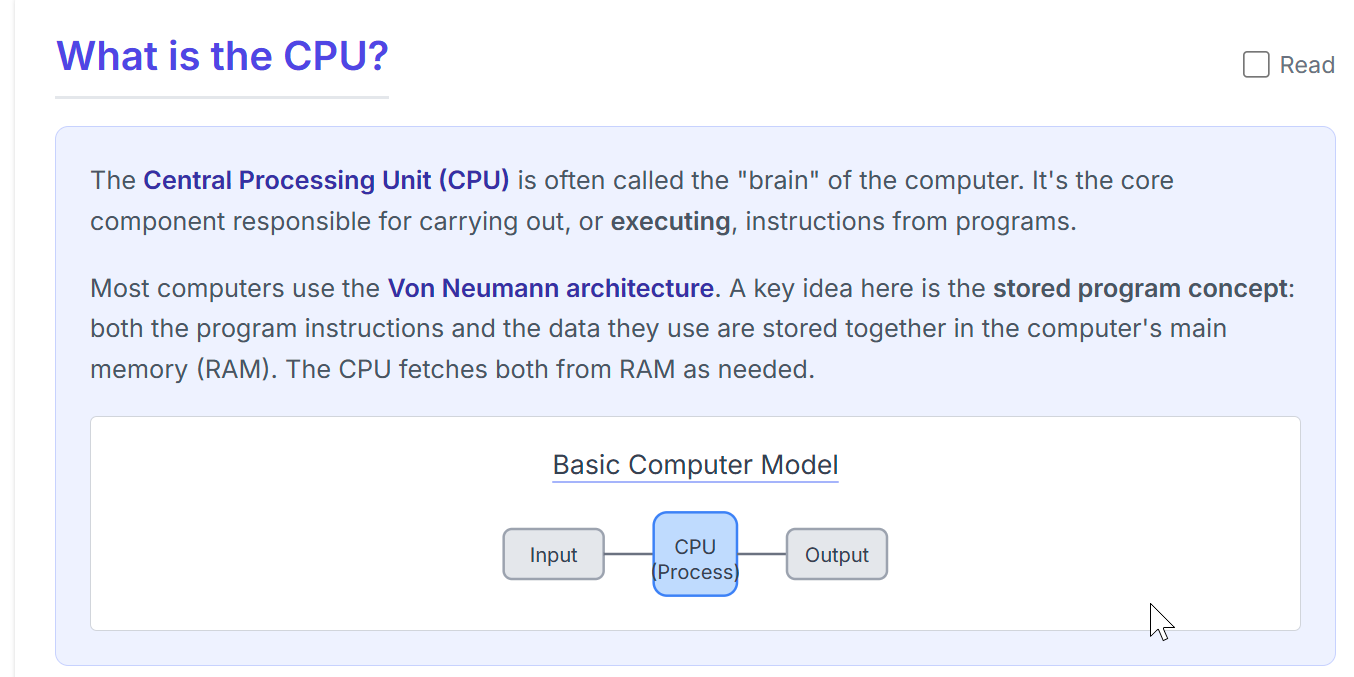 What is the CPU?
Read
The Central Processing Unit (CPU) is often called the "brain" of the computer. It's the core
component responsible for carrying out, or executing, instructions from programs.
Most computers use the Von Neumann architecture. A key idea here is the stored program concept:
both the program instructions and the data they use are stored together in the computer's main
memory (RAM). The CPU fetches both from RAM as needed.
Basic Computer Model
Input
CPU
(Process)
Output